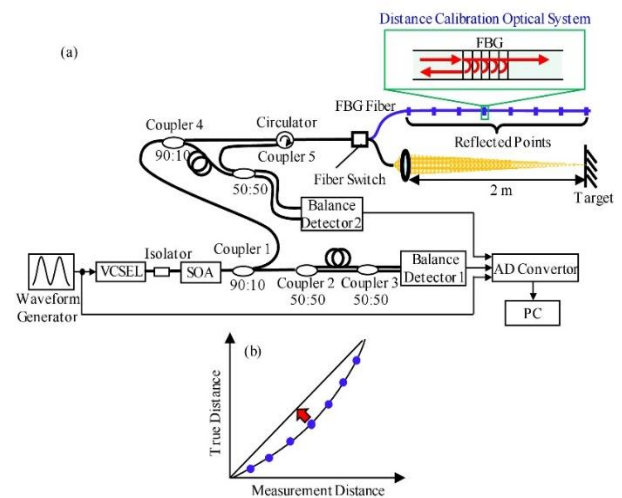 Distance Calibration Optical System
(a)
FBG
FBG Fiber
Reflected Points
Coupler 4
90:10
Circulator
Coupler 5
50:50
Fiber Switch
2 m
Target
Balance
Detector2
Coupler 1
90:10
Waveform
Generator
VCSEL
Isolator
SOA
Coupler 2
50:50
Coupler 3
50:50
Balance
Detector1
AD Convertor
PC
(b)
True Distance
Measurement Distance